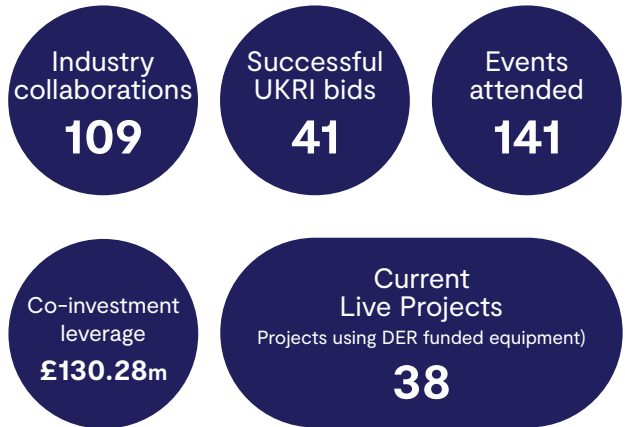 Industry
collaborations
109
Successful
UKRI bids
41
Events
attended
141
Co-investment
leverage
£130.28m
Current
Live Projects
Projects using DER funded equipment)
38